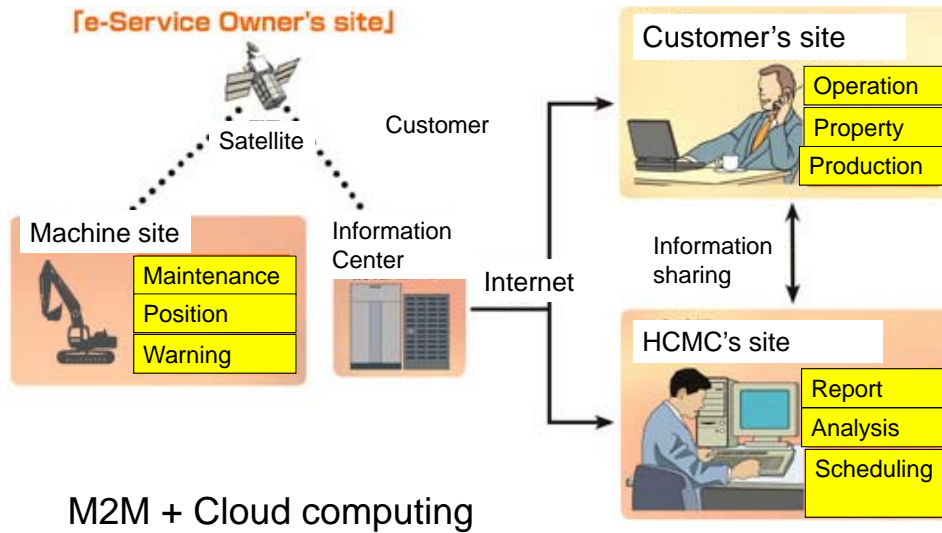 「e-Service Owner's site」
Satellite
Customer
Machine site
Maintenance
Position
Warning
Information
Center
Internet
Customer's site
Operation
Property
Production
Information
sharing
HCMC's site
Report
Analysis
Scheduling
M2M + Cloud computing